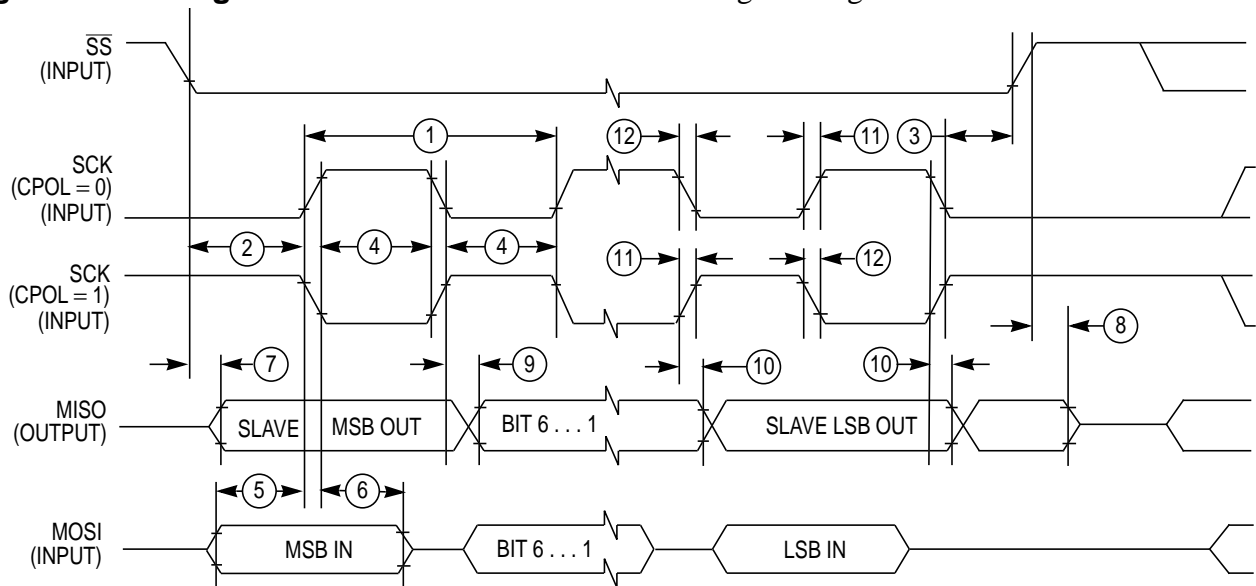 SS
(INPUT)
1
12
11
3
SCK
(CPOL = 0)
(INPUT)
2
4
4
11
12
SCK
(CPOL = 1)
(INPUT)
7
9
10
10
8
MISO
(OUTPUT)
SLAVE
MSB OUT
BIT 6 . . . 1
SLAVE LSB OUT
5
6
MOSI
(INPUT)
MSB IN
BIT 6 . . . 1
LSB IN